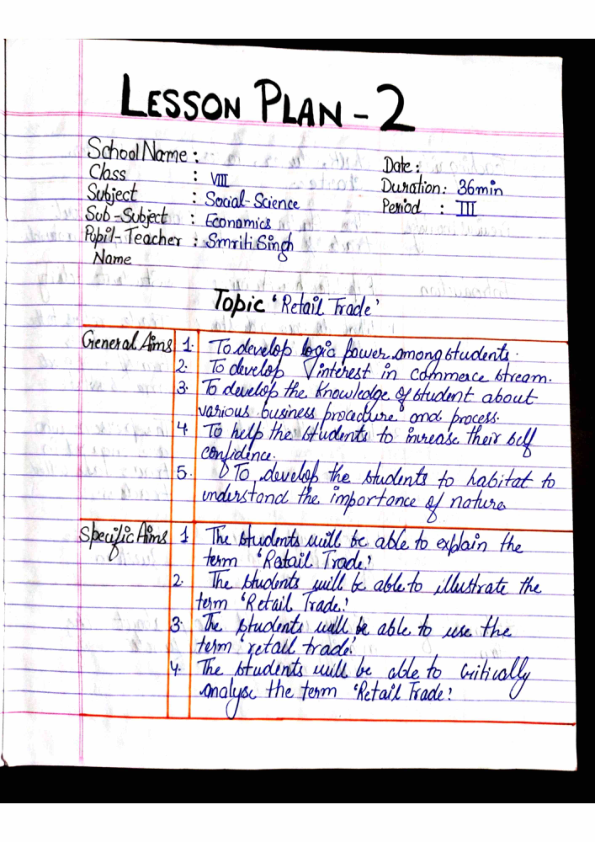 LESSON PLAN - 2
School Name :
Date :
Class : VIII
Duration: 36min
Subject : Social-Science
Period : III
Sub-Subject : Economics
Pupil-Teacher : Smriti Singh
Name
Topic 'Retail Trade'
General Aims 1. To develop logic power among students.
2. To develop interest in commerce stream.
3. To develop the knowledge of student about
various business procedure and process.
4. To help the students to increase their self
confidence.
5. To develop the students to habitat to
understand the importance of nature
Specific Aims 1 The students will be able to explain the
term 'Retail Trade.'
2. The students will be able to illustrate the
term 'Retail Trade.'
3. The students will be able to use the
term 'retail trade.'
4. The students will be able to critically
analyse the term 'Retail Trade.'